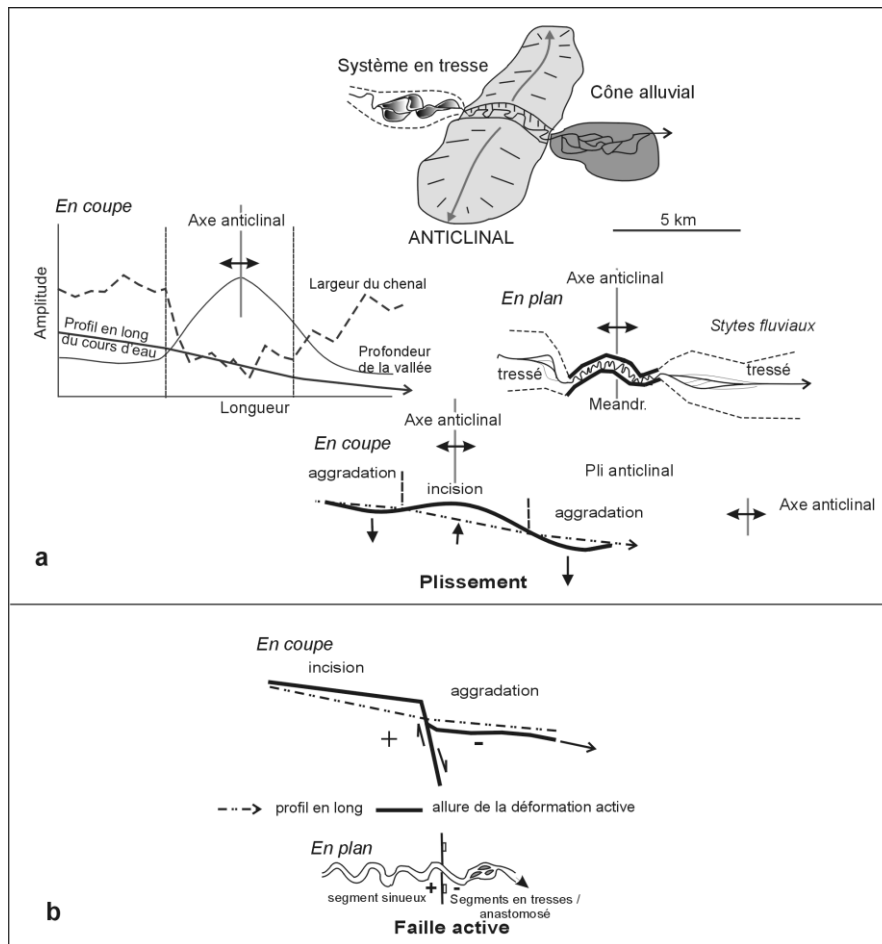 Système en tresse
Cône alluvial
ANTICLINAL
5 km
En coupe
Axe anticlinal
Largeur du chenal
Amplitude
Profil en long
du cours d'eau
Profondeur
de la vallée
Longueur
Axe anticlinal
En plan
Stytes fluviaux
tressé
tressé
Meandr.
Axe anticlinal
En coupe
aggradation
incision
Pli anticlinal
aggradation
Axe anticlinal
a
Plissement
En coupe
incision
aggradation
+
-
profil en long
allure de la déformation active
En plan
+ -
segment sinueux
Segments en tresses /
anastomosé
b
Faille active